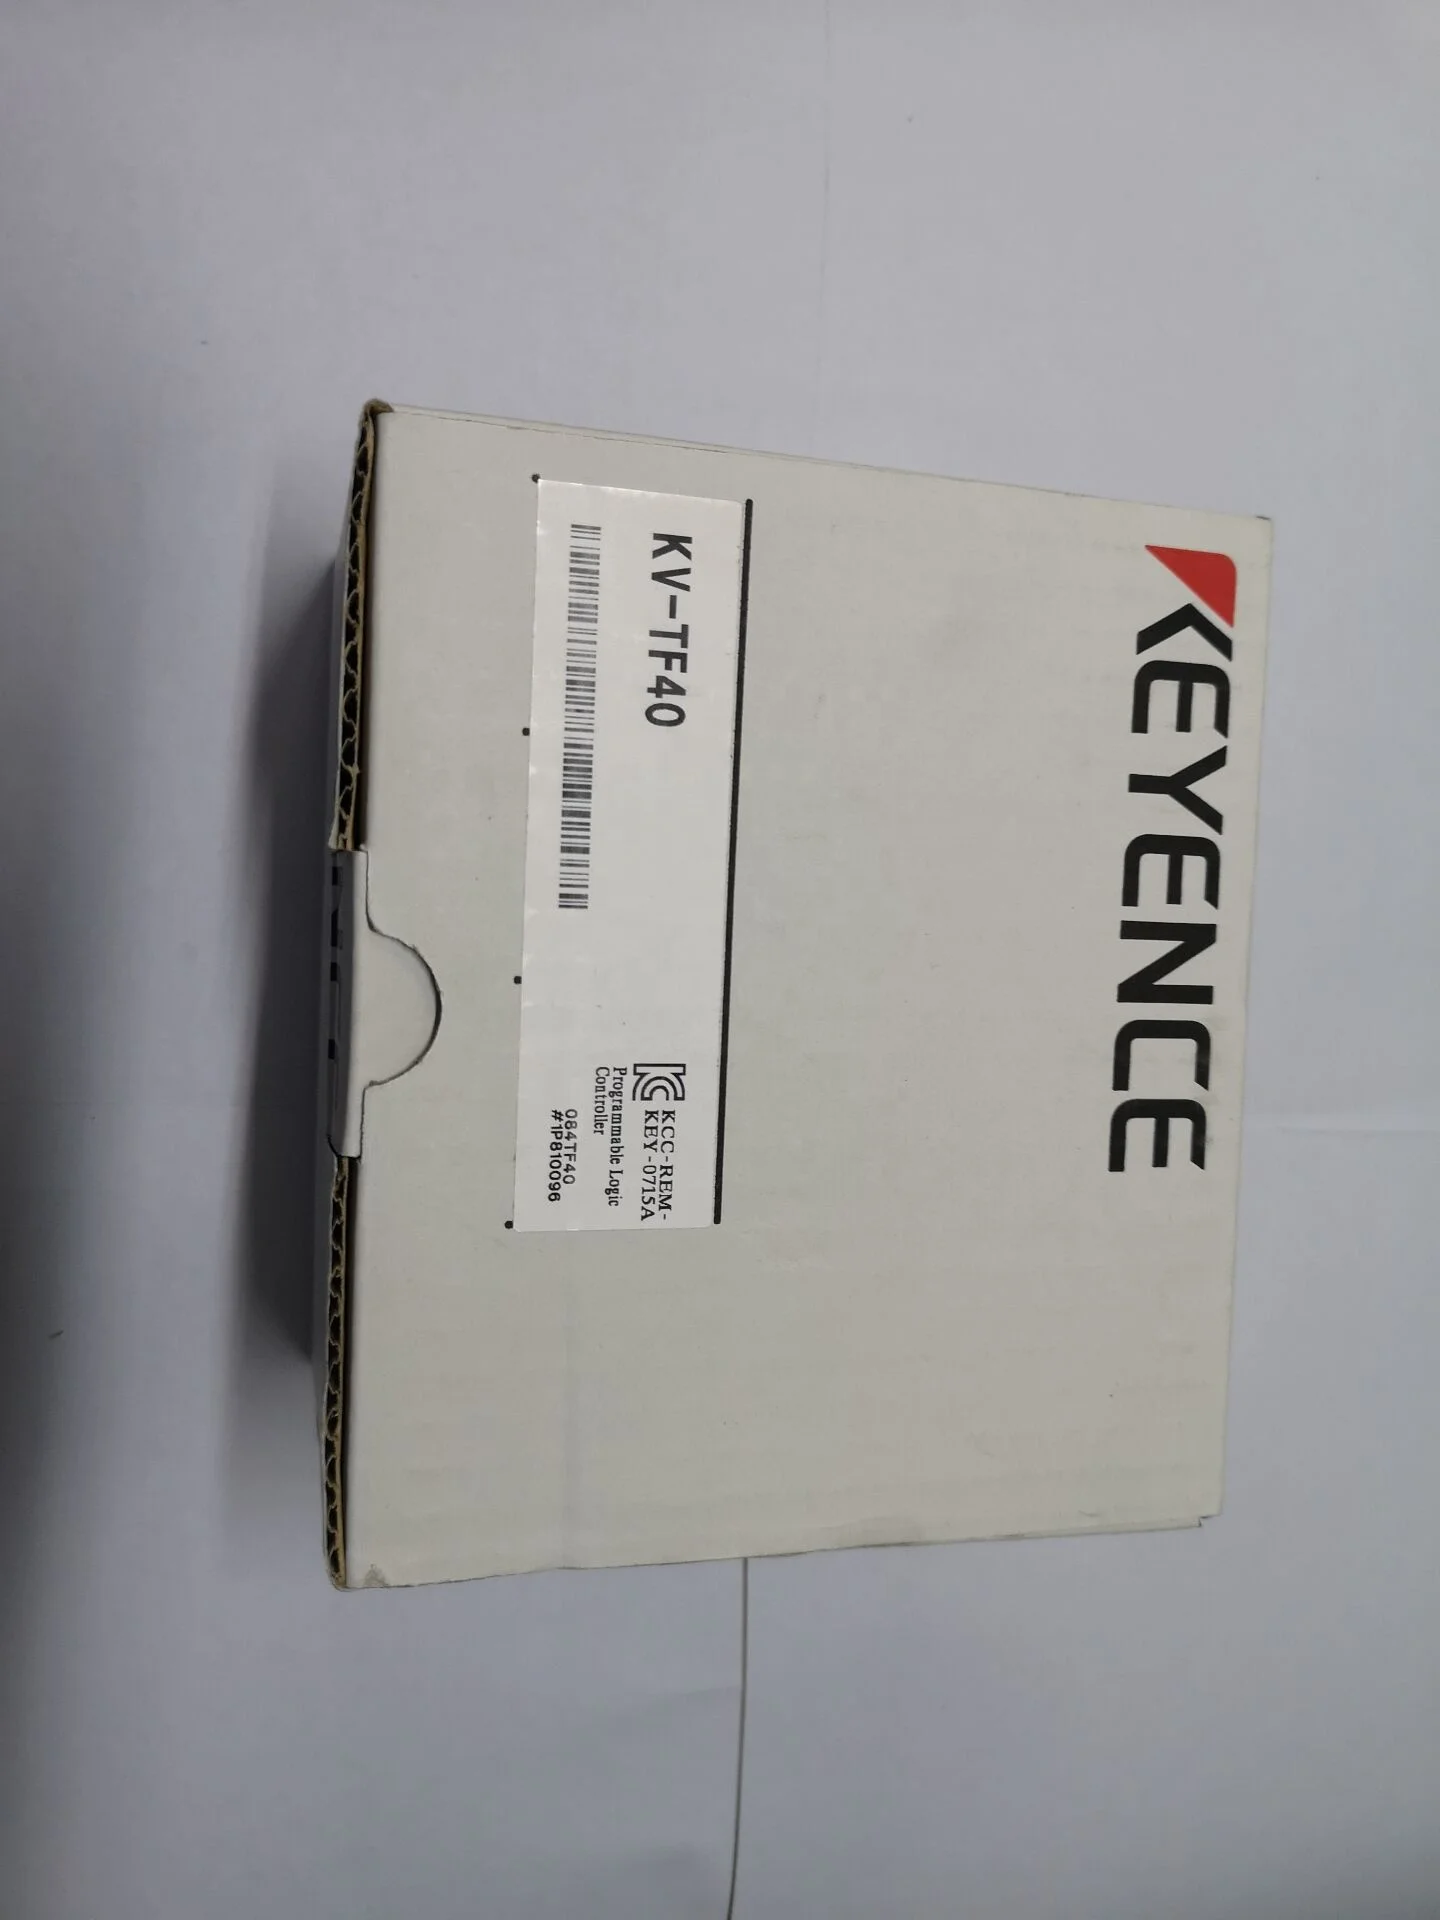 KEYENCE
KV-TF40
KCC-REM-
KEY-0715A
Programmable Logic
Controller
084TF40
#1P810096